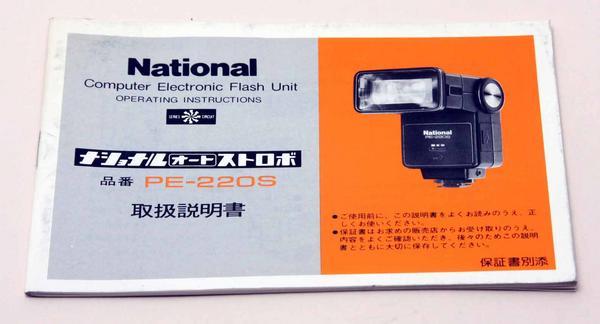 National
Computer Electronic Flash Unit
OPERATING INSTRUCTIONS
SERIES CIRCUIT
ナショナルオートストロボ
品番 PE-220S
取扱説明書
National
PE-220S
●ご使用前に、この説明書をよくお読みのうえ、正
しくお使いください。
●保証書はお求めの販売店からお受け取りのうえ、
内容をよくご確認いただき、後々のためこの説明
書とともに大切に保存してください。
保証書別添